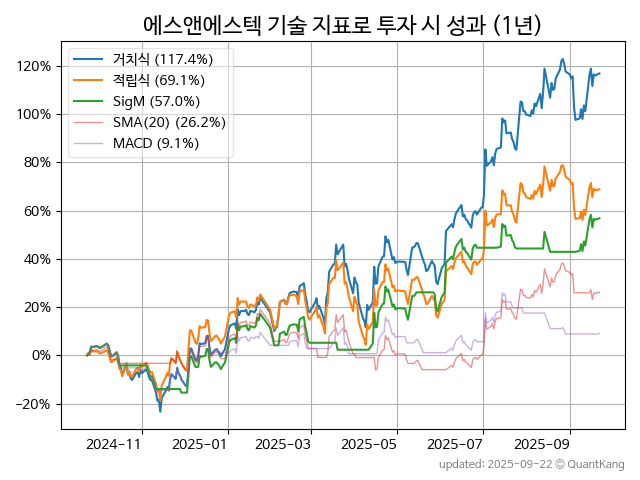 에스앤에스텍 기술 지표로 투자 시 성과 (1년)
거치식 (117.4%)
적립식 (69.1%)
SigM (57.0%)
SMA(20) (26.2%)
MACD (9.1%)
120%
100%
80%
60%
40%
20%
0%
−20%
2024-11 2025-01 2025-03 2025-05 2025-07 2025-09
updated: 2025-09-22 © QuantKang